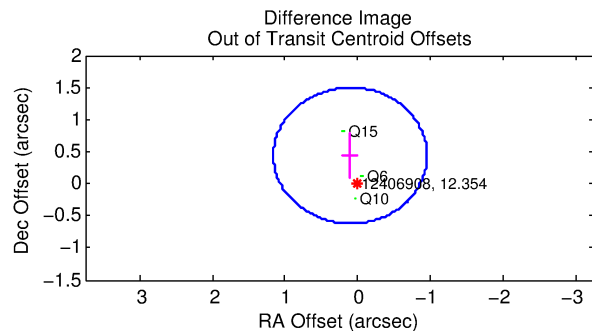 Difference Image
Out of Transit Centroid Offsets
Dec Offset (arcsec)
2
1.5
1
0.5
0
−0.5
−1
−1.5
Q15
Q6
12406908, 12.354
Q10
3 2 1 0 −1 −2 −3
RA Offset (arcsec)